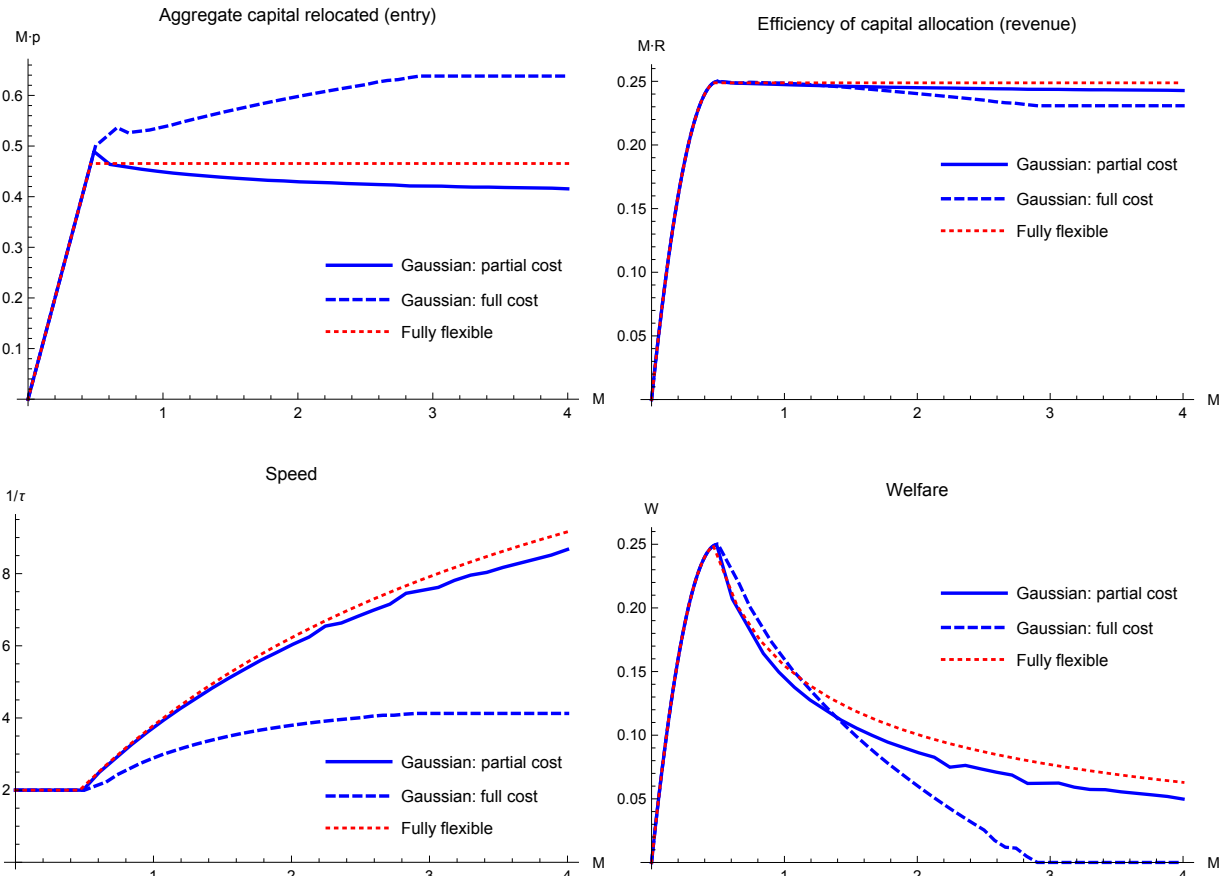 Aggregate capital relocated (entry)
M·p
0.6
0.5
0.4
0.3
0.2
0.1
1
2
3
4
M
Gaussian: partial cost
Gaussian: full cost
Fully flexible
Efficiency of capital allocation (revenue)
M·R
0.25
0.20
0.15
0.10
0.05
1
2
3
4
M
Gaussian: partial cost
Gaussian: full cost
Fully flexible
Speed
1/τ
8
6
4
2
1
2
3
4
M
Gaussian: partial cost
Gaussian: full cost
Fully flexible
Welfare
W
0.25
0.20
0.15
0.10
0.05
1
2
3
4
M
Gaussian: partial cost
Gaussian: full cost
Fully flexible